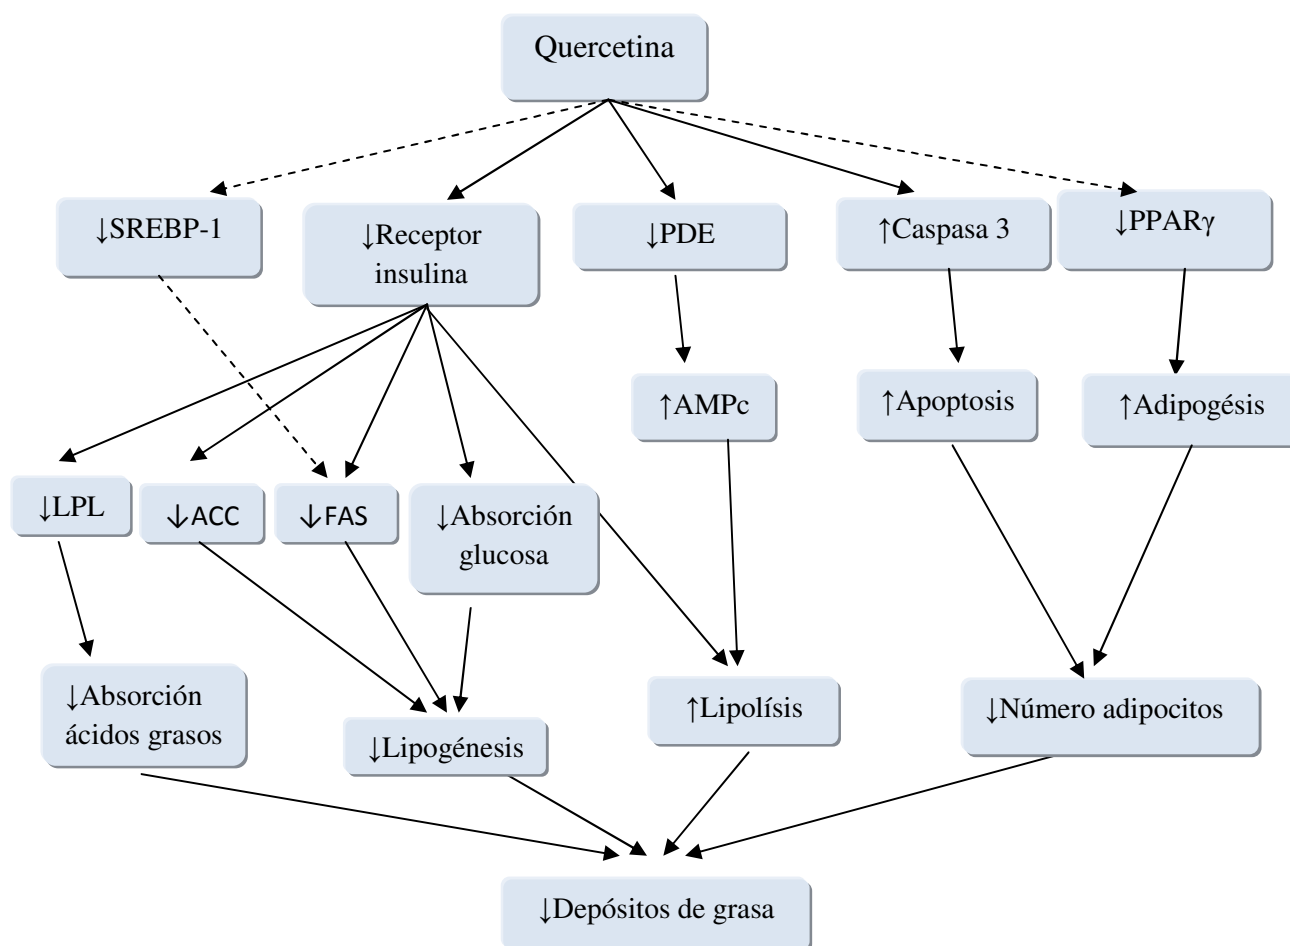 Quercetina
↓SREBP-1
↓Receptor
insulina
↓PDE
↑Caspasa 3
↓PPARγ
↑AMPc
↑Apoptosis
↑Adipogésis
↓LPL
↓ACC
↓FAS
↓Absorción
glucosa
↓Absorción
ácidos grasos
↓Lipogénesis
↑Lipolísis
↓Número adipocitos
↓Depósitos de grasa